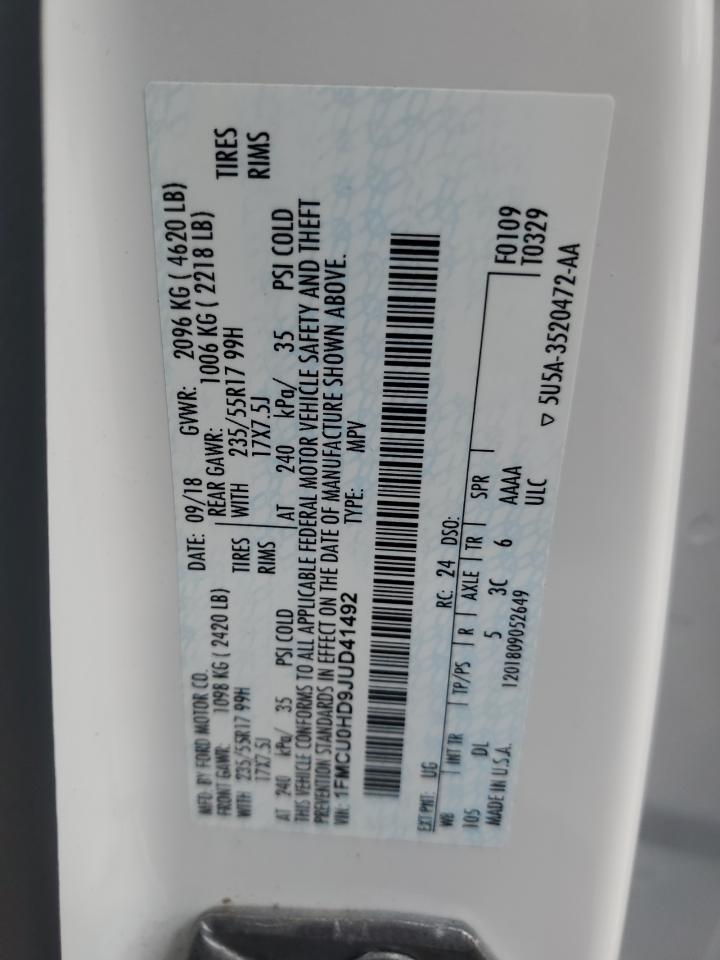 MFD. BY FORD MOTOR CO.
DATE: 09/18 GVWR: 2096 KG ( 4620 LB)
FRONT GAWR: 1098 KG ( 2420 LB) REAR GAWR: 1006 KG ( 2218 LB)
WITH 235/55R17 99H TIRES WITH 235/55R17 99H TIRES
17X7.5J RIMS 17X7.5J RIMS
AT 240 kPa/ 35 PSI COLD AT 240 kPa/ 35 PSI COLD
THIS VEHICLE CONFORMS TO ALL APPLICABLE FEDERAL MOTOR VEHICLE SAFETY AND THEFT
PREVENTION STANDARDS IN EFFECT ON THE DATE OF MANUFACTURE SHOWN ABOVE.
VIN: 1FMCU0HD9JUD41492 TYPE: MPV
EXT PNT: UG RC: 24 DSO: F0109
T0329
WB INT TR TP/PS R AXLE TR SPR
105 DL 5 3C 6 AAAA
ULC
MADE IN U.S.A. 1201809052649
▽ 5U5A-3520472-AA